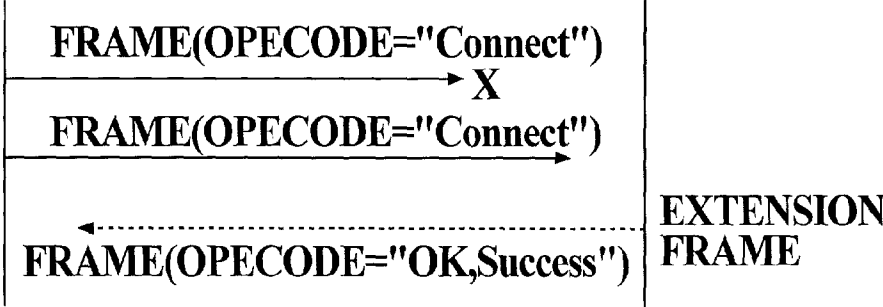 FRAME(OPECODE="Connect")
X
FRAME(OPECODE="Connect")
EXTENSION
FRAME
FRAME(OPECODE="OK,Success")